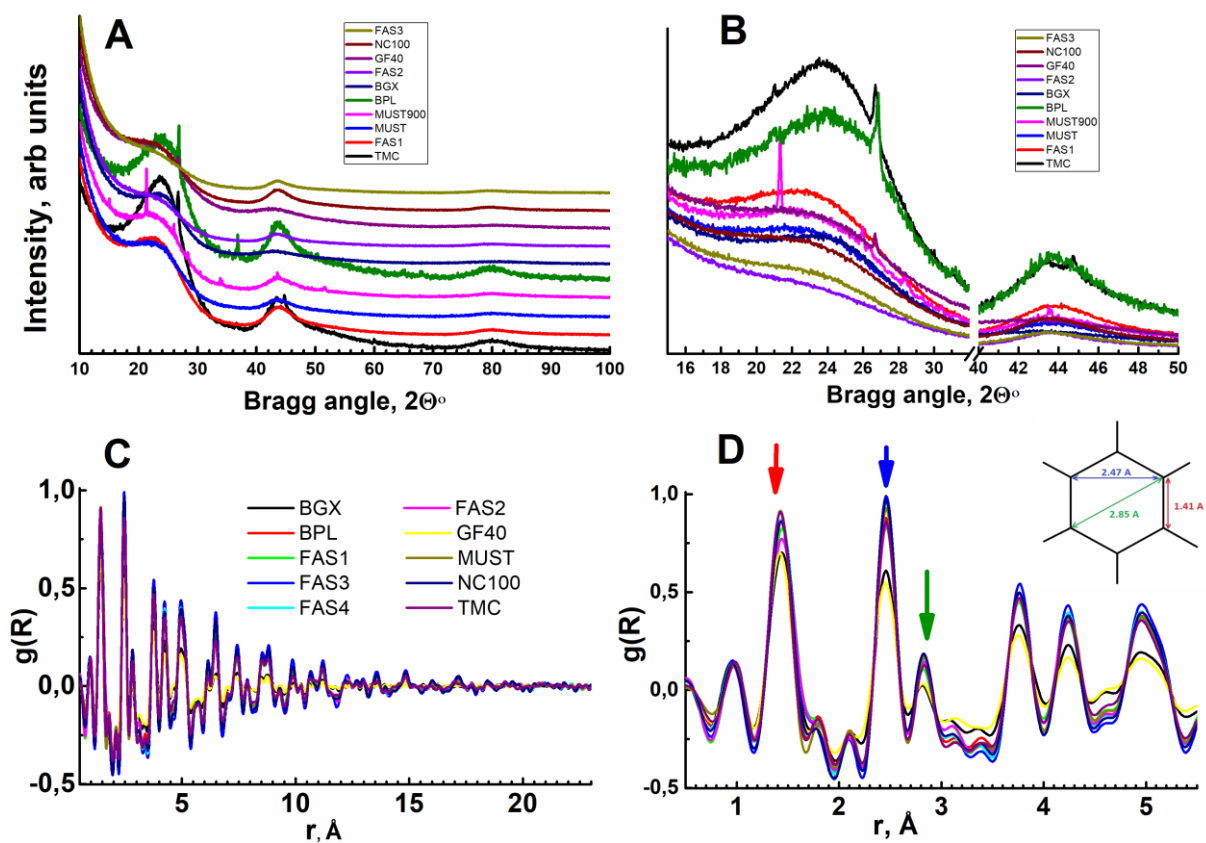 A
FAS3
NC100
GF40
FAS2
BGX
BPL
MUST900
MUST
FAS1
TMC
Intensity, arb units
10 20 30 40 50 60 70 80 90 100
Bragg angle, 2Θ°
B
FAS3
NC100
GF40
FAS2
BGX
BPL
MUST900
MUST
FAS1
TMC
16 18 20 22 24 26 28 30 32 40 42 44 46 48 50
Bragg angle, 2Θ°
C
1,0
0,5
0,0
-0,5
g(R)
BGX FAS2
BPL GF40
FAS1 MUST
FAS3 NC100
FAS4 TMC
5 10 15 20
r, Å
D
1,0
0,5
0,0
-0,5
g(R)
2.47 A
2.85 A
1.41 A
1 2 3 4 5
r, Å